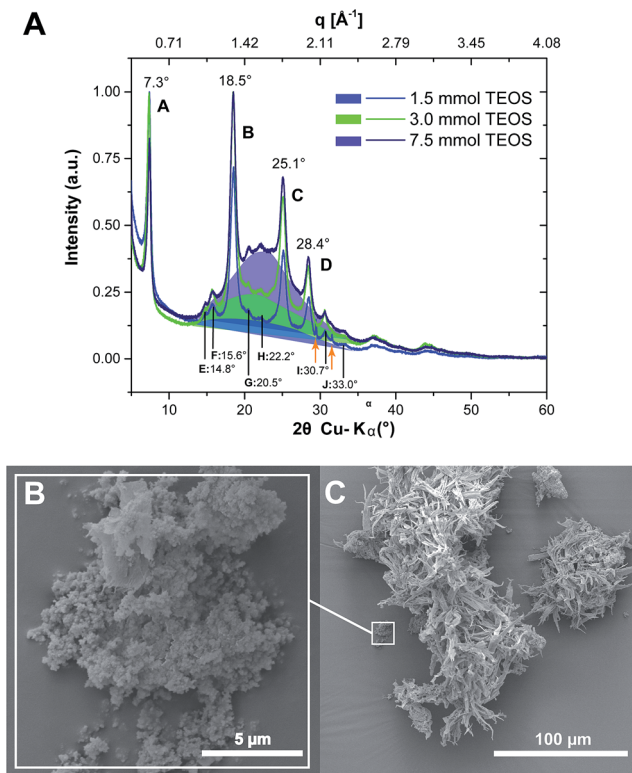 A
q [Å⁻¹]
0.71 1.42 2.11 2.79 3.45 4.08
7.3° 18.5°
1.5 mmol TEOS
3.0 mmol TEOS
7.5 mmol TEOS
A
B
25.1°
C
28.4°
D
1.00
0.75
0.50
0.25
0.00
Intensity (a.u.)
F:15.6°
E:14.8°
H:22.2°
G:20.5°
I:30.7°
J:33.0°
α
10 20 30 40 50 60
2θ Cu-Kα(°)
B
5 µm
C
100 µm